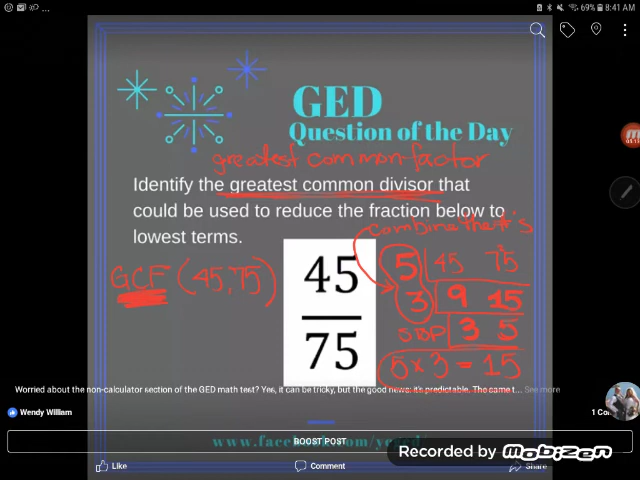 69% 8:41 AM
GED
Question of the Day
greatest common factor
Identify the greatest common divisor that
could be used to reduce the fraction below to
lowest terms.
combine the #'s
GCF (45,75)
45
75
5 45 75
3 9 15
3 5
5 x 3 = 15
Worried about the non-calculator section of the GED math test? Yes, it can be tricky, but the good news: it's predictable. The same t... See more
Wendy William
BOOST POST
www.facebook.com/
Recorded by Mobizen
Like Comment Share